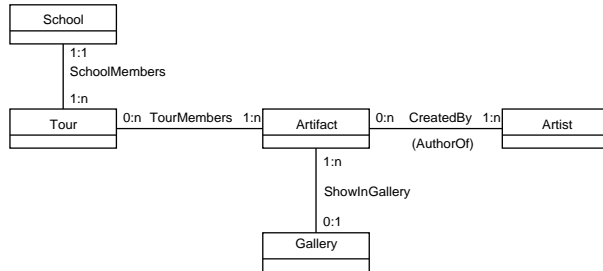 School
1:1
SchoolMembers
1:n
Tour
0:n TourMembers 1:n
Artifact
0:n CreatedBy 1:n
(AuthorOf)
Artist
1:n
ShowInGallery
0:1
Gallery